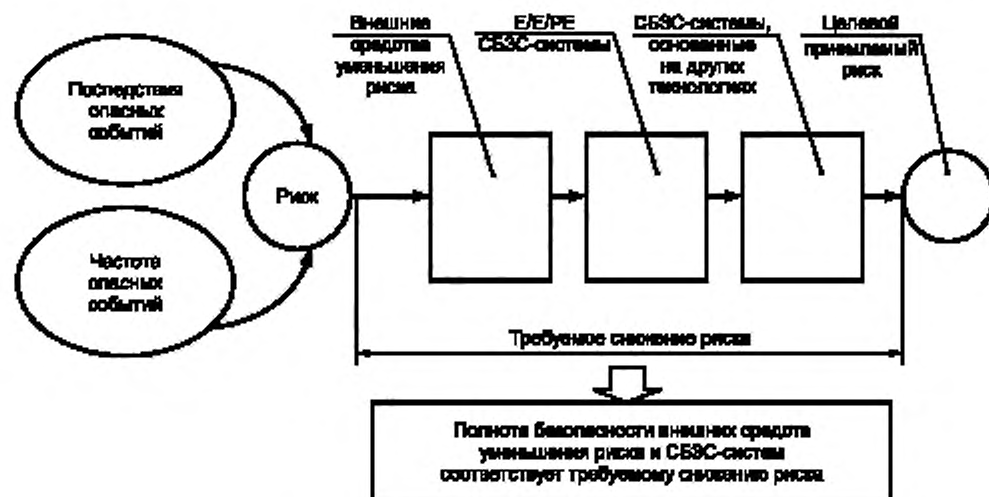 Последствия
опасных
событий
Частота
опасных
событий
Риск
Внешние
средства
уменьшения
риска
E/E/PE
СБЗС-системы
СБЗС-системы,
основанные
на других
технологиях
Целевой
приемлемый
риск
Требуемое снижение риска
Полнота безопасности внешних средств
уменьшения риска и СБЗС-систем
соответствует требуемому снижению риска